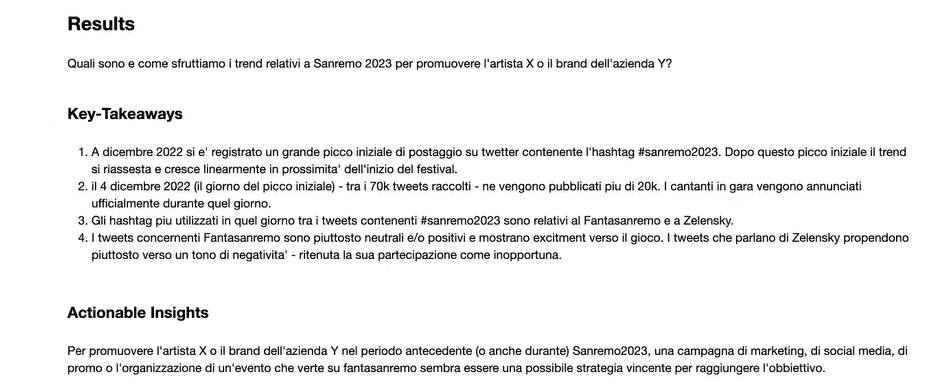 Results
Quali sono e come sfruttiamo i trend relativi a Sanremo 2023 per promuovere l'artista X o il brand dell'azienda Y?
Key-Takeaways
1. A dicembre 2022 si e' registrato un grande picco iniziale di postaggio su twetter contenente l'hashtag #sanremo2023. Dopo questo picco iniziale il trend
si riassesta e cresce linearmente in prossimita' dell'inizio del festival.
2. il 4 dicembre 2022 (il giorno del picco iniziale) - tra i 70k tweets raccolti - ne vengono pubblicati piu di 20k. I cantanti in gara vengono annunciati
ufficialmente durante quel giorno.
3. Gli hashtag piu utilizzati in quel giorno tra i tweets contenenti #sanremo2023 sono relativi al Fantasanremo e a Zelensky.
4. I tweets concernenti Fantasanremo sono piuttosto neutrali e/o positivi e mostrano excitment verso il gioco. I tweets che parlano di Zelensky propendono
piuttosto verso un tono di negativita' - ritenuta la sua partecipazione come inopportuna.
Actionable Insights
Per promuovere l'artista X o il brand dell'azienda Y nel periodo antecedente (o anche durante) Sanremo2023, una campagna di marketing, di social media, di
promo o l'organizzazione di un'evento che verte su fantasanremo sembra essere una possibile strategia vincente per raggiungere l'obbiettivo.